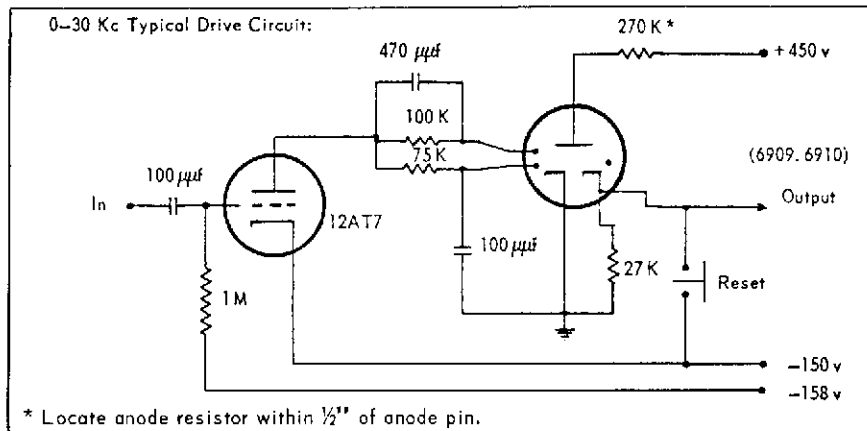 0–30 Kc Typical Drive Circuit:
270 K *
+450 v
470 μμf
100 K
75 K
(6909-6910)
100 μμf
In
12AT7
Output
100 μμf
27 K
Reset
1 M
–150 v
–158 v
* Locate anode resistor within ½" of anode pin.